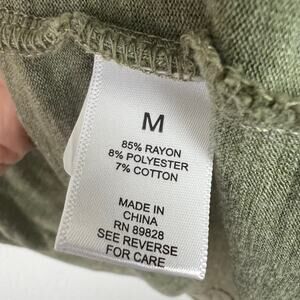 M
85% RAYON
8% POLYESTER
7% COTTON
MADE IN
CHINA
RN 89828
SEE REVERSE
FOR CARE